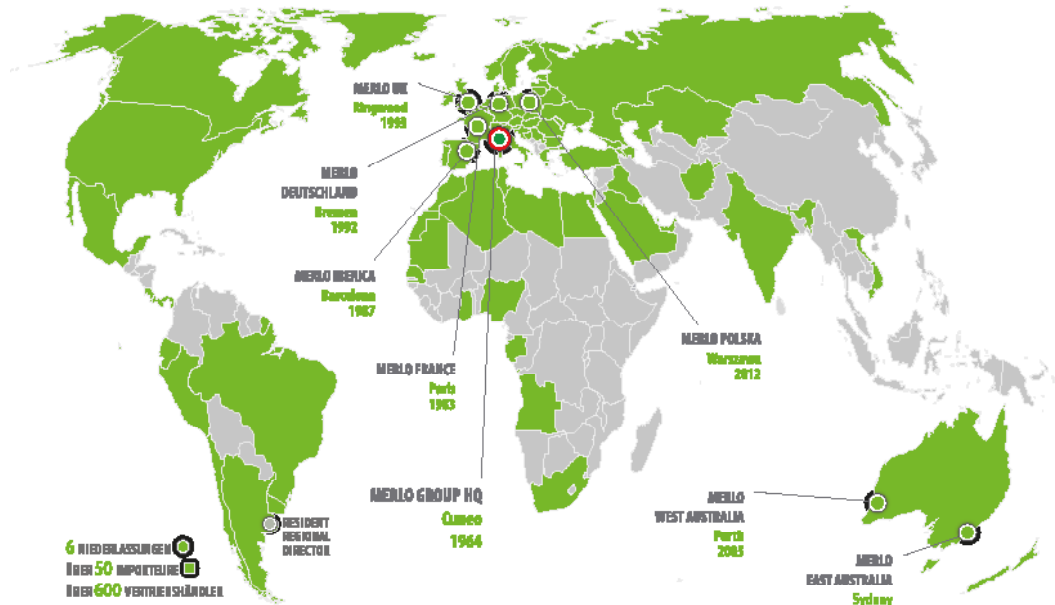 MERLO UK
Ringwood
1993
MERLO
DEUTSCHLAND
Bremen
1992
MERLO IBERICA
Barcelona
1987
MERLO FRANCE
Paris
1983
MERLO GROUP HQ
Cuneo
1964
MERLO POLSKA
Warszawa
2012
MERLO
WEST AUSTRALIA
Perth
2005
MERLO
EAST AUSTRALIA
Sydney
RESIDENT
REGIONAL
DIRECTOR
6 NIEDERLASSUNGEN
ÜBER 50 IMPORTEURE
ÜBER 600 VERTRIEBSHÄNDLER